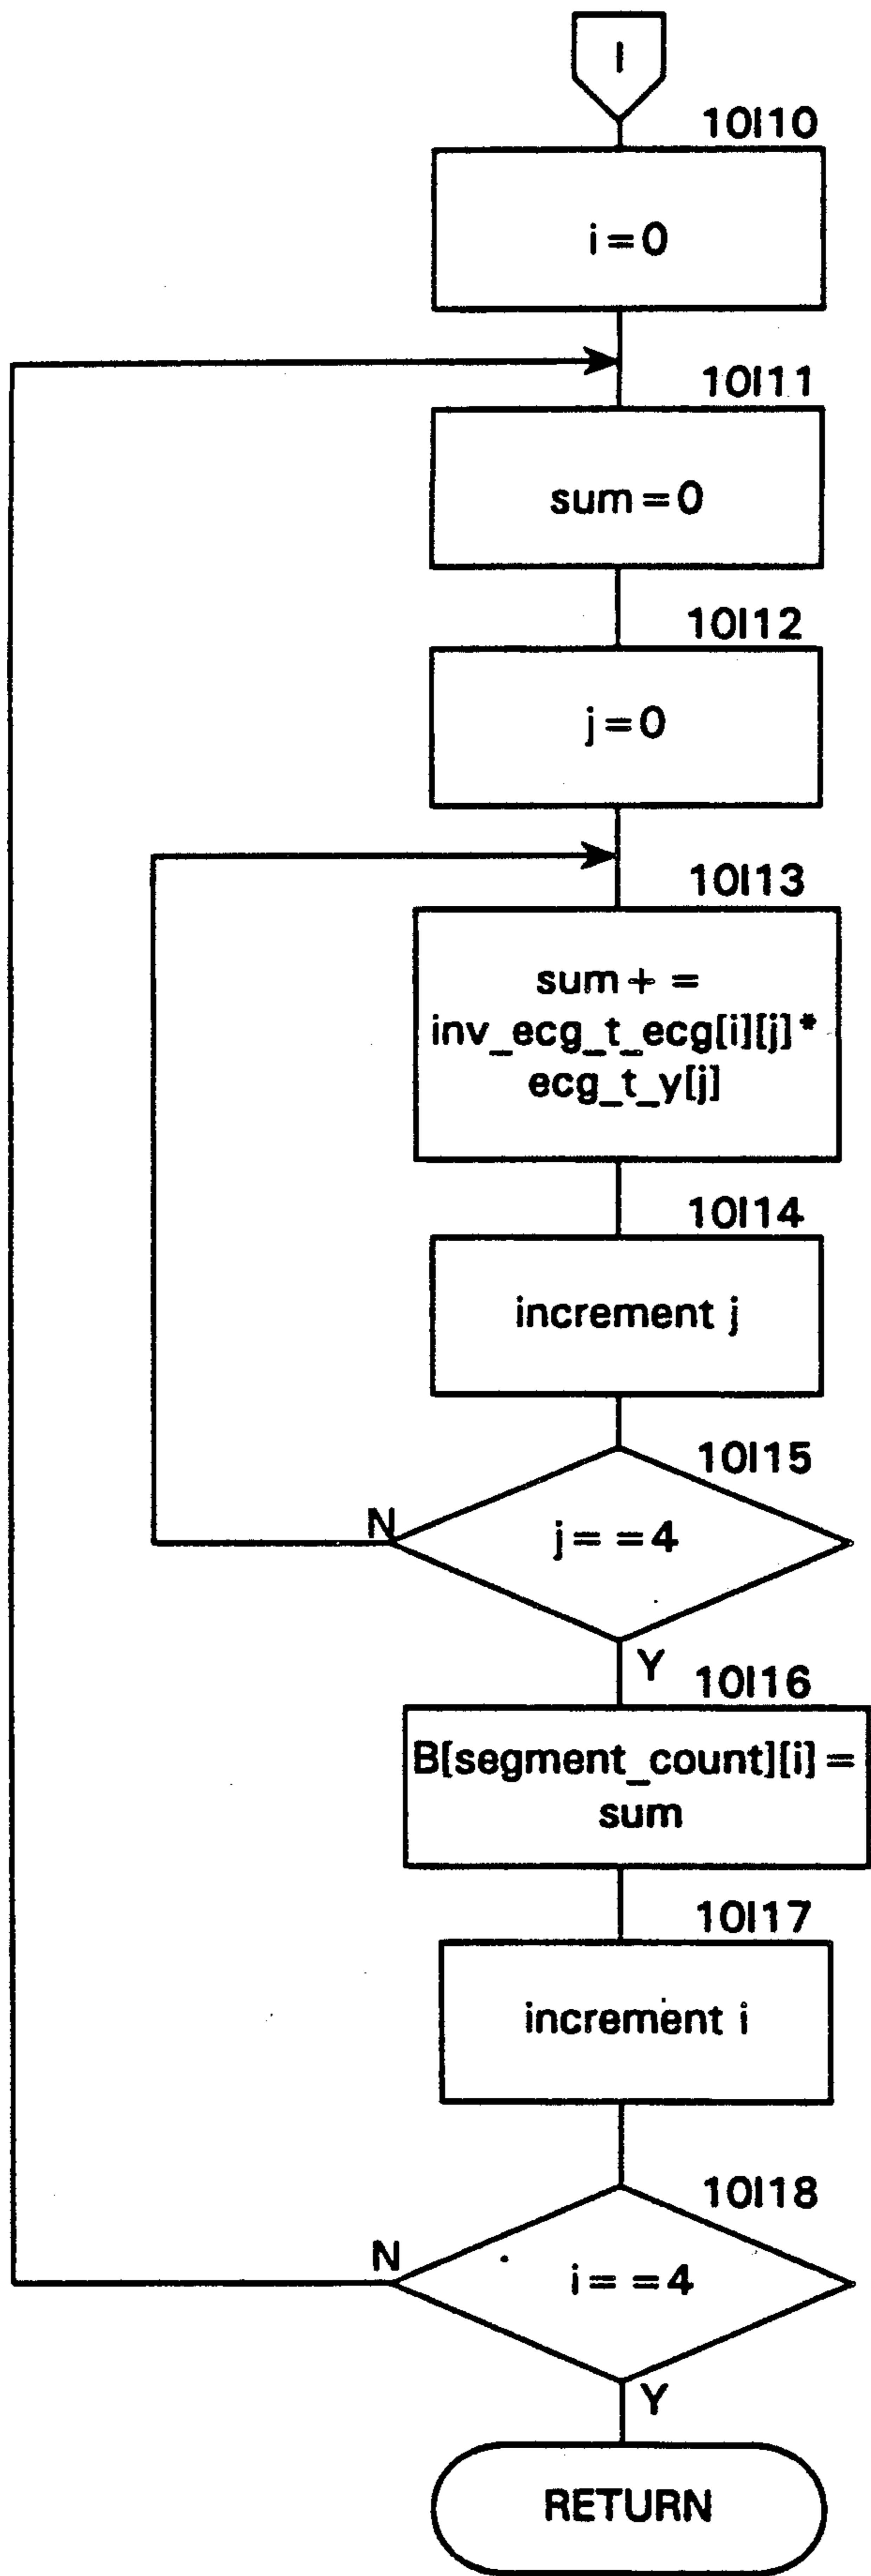 I
10I10
i=0
10I11
sum=0
10I12
j=0
10I13
sum+=
inv_ecg_t_ecg[i][j]*
ecg_t_y[j]
10I14
increment j
10I15
N
j==4
Y
10I16
B[segment_count][i]=
sum
10I17
increment i
10I18
N
i==4
Y
RETURN